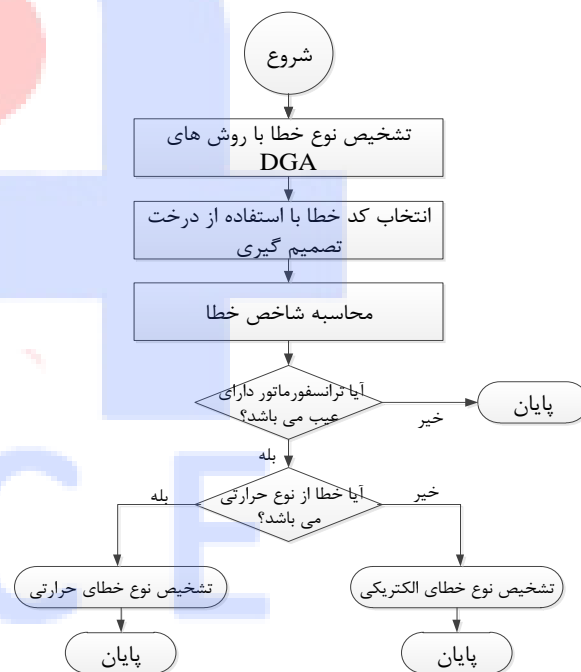 شروع
تشخیص نوع خطا با روش های
DGA
انتخاب کد خطا با استفاده از درخت
تصمیم گیری
محاسبه شاخص خطا
آیا ترانسفورماتور دارای
عیب می باشد؟
خیر
پایان
بله
آیا خطا از نوع حرارتی
می باشد؟
خیر
بله
تشخیص نوع خطای الکتریکی
تشخیص نوع خطای حرارتی
پایان
پایان
C E